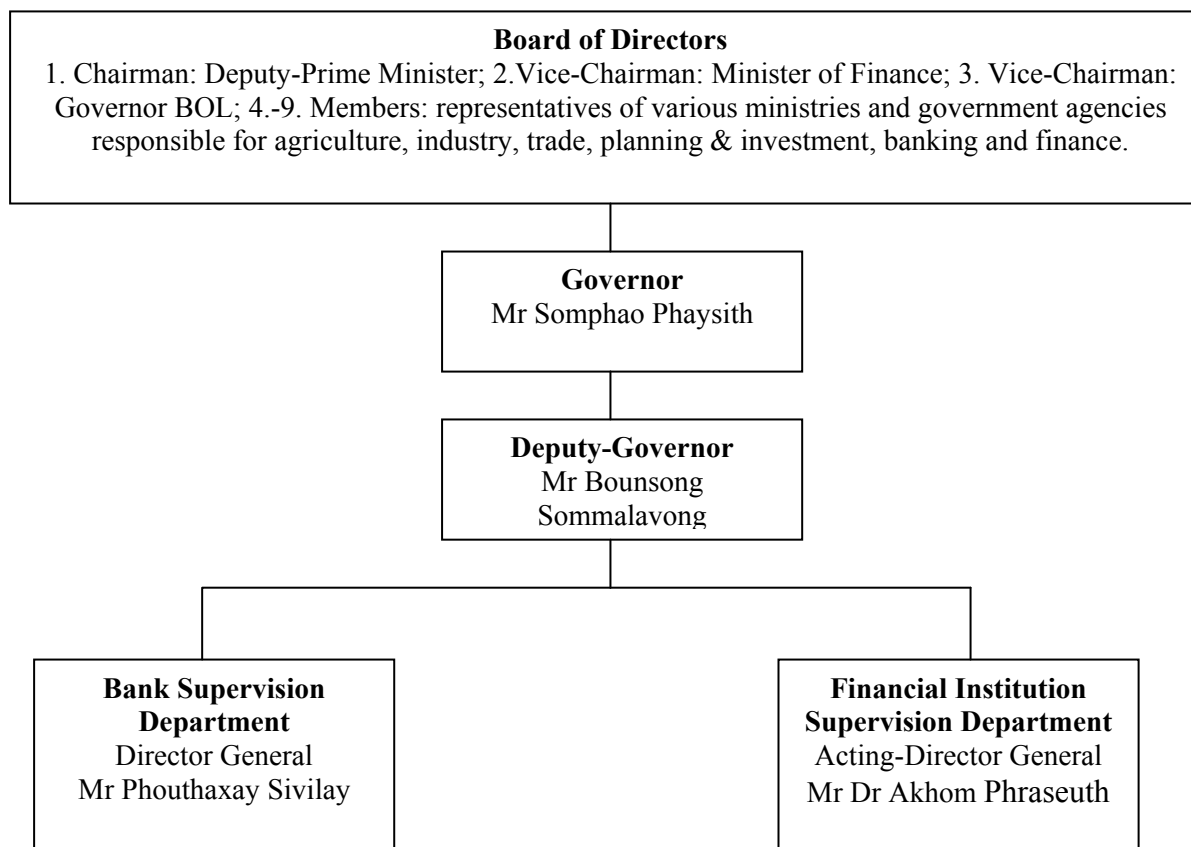 Board of Directors
1. Chairman: Deputy-Prime Minister; 2.Vice-Chairman: Minister of Finance; 3. Vice-Chairman:
Governor BOL; 4.-9. Members: representatives of various ministries and government agencies
responsible for agriculture, industry, trade, planning & investment, banking and finance.
Governor
Mr Somphao Phaysith
Deputy-Governor
Mr Bounsong
Sommalavong
Bank Supervision
Department
Director General
Mr Phouthaxay Sivilay
Financial Institution
Supervision Department
Acting-Director General
Mr Dr Akhom Phraseuth